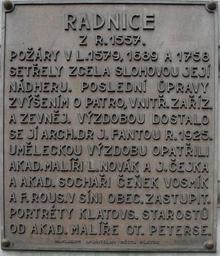 RADNICE
Z R.1557.
POŽÁRY V L.1579, 1689 A 1758
SETŘELY ZCELA SLOHOVOU JEJÍ
NÁDHERU. POSLEDNÍ ÚPRAVY
ZVÝŠENÍM O PATRO, VNITŘ. ZAŘÍZ
A ZEVNĚJ. VÝZDOBOU DOSTALO
SE JÍ ARCH.DR J. FANTOU R.1925.
UMĚLECKOU VÝZDOBU OPATŘILI
AKAD. MALÍŘI L. NOVÁK A J. ČEJKA
A AKAD. SOCHAŘI ČENĚK VOSMÍK
A F. ROUS. V SÍNI OBEC. ZASTUPIT.
PORTRÉTY KLATOVS. STAROSTŮ
OD AKAD. MALÍŘE OT. PETERSE.